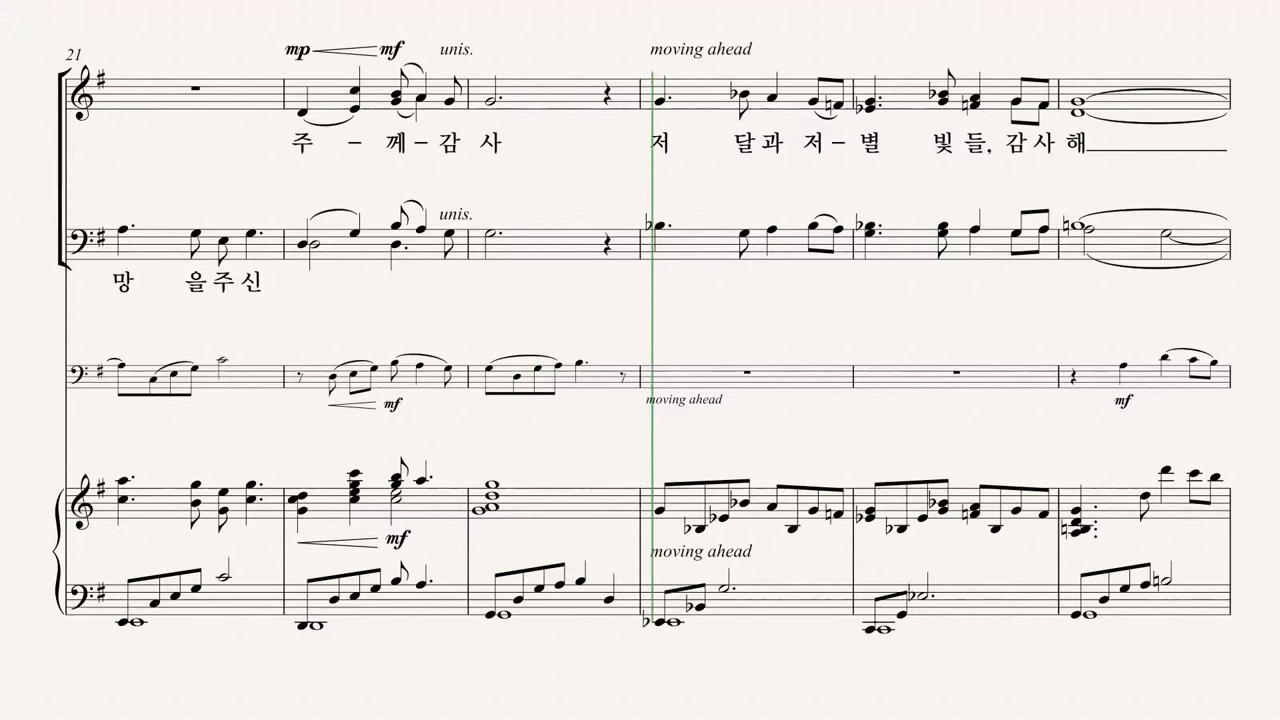 21
mp mf unis. moving ahead
주 - 께 - 감 사 저 달 과 저 - 별 빛 들, 감 사 해
unis.
망 을 주 신
mf moving ahead mf
mf
moving ahead